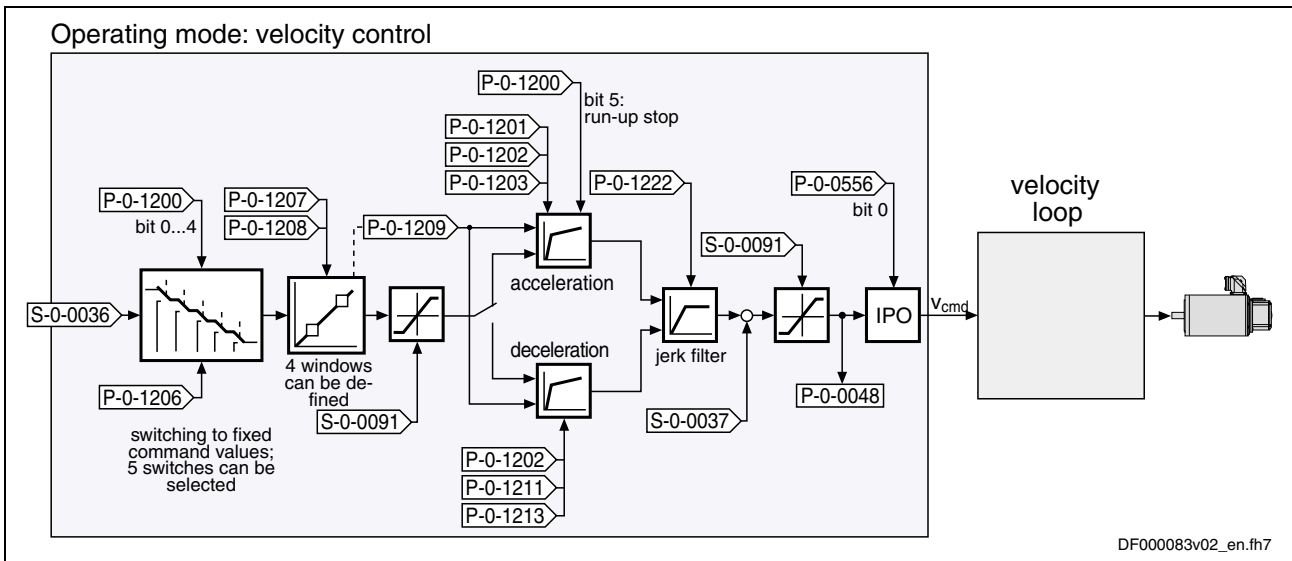 Operating mode: velocity control
P-0-1200
bit 5:
run-up stop
P-0-1201
P-0-1202
P-0-1203
P-0-1200
bit 0...4
P-0-1207
P-0-1208
P-0-1209
P-0-1222
P-0-0556
bit 0
velocity
loop
S-0-0091
S-0-0036
acceleration
IPO
vcmd
deceleration
jerk filter
4 windows
can be de-
fined
P-0-1206
S-0-0091
S-0-0037
P-0-0048
switching to fixed
command values;
5 switches can be
selected
P-0-1202
P-0-1211
P-0-1213
DF000083v02_en.fh7